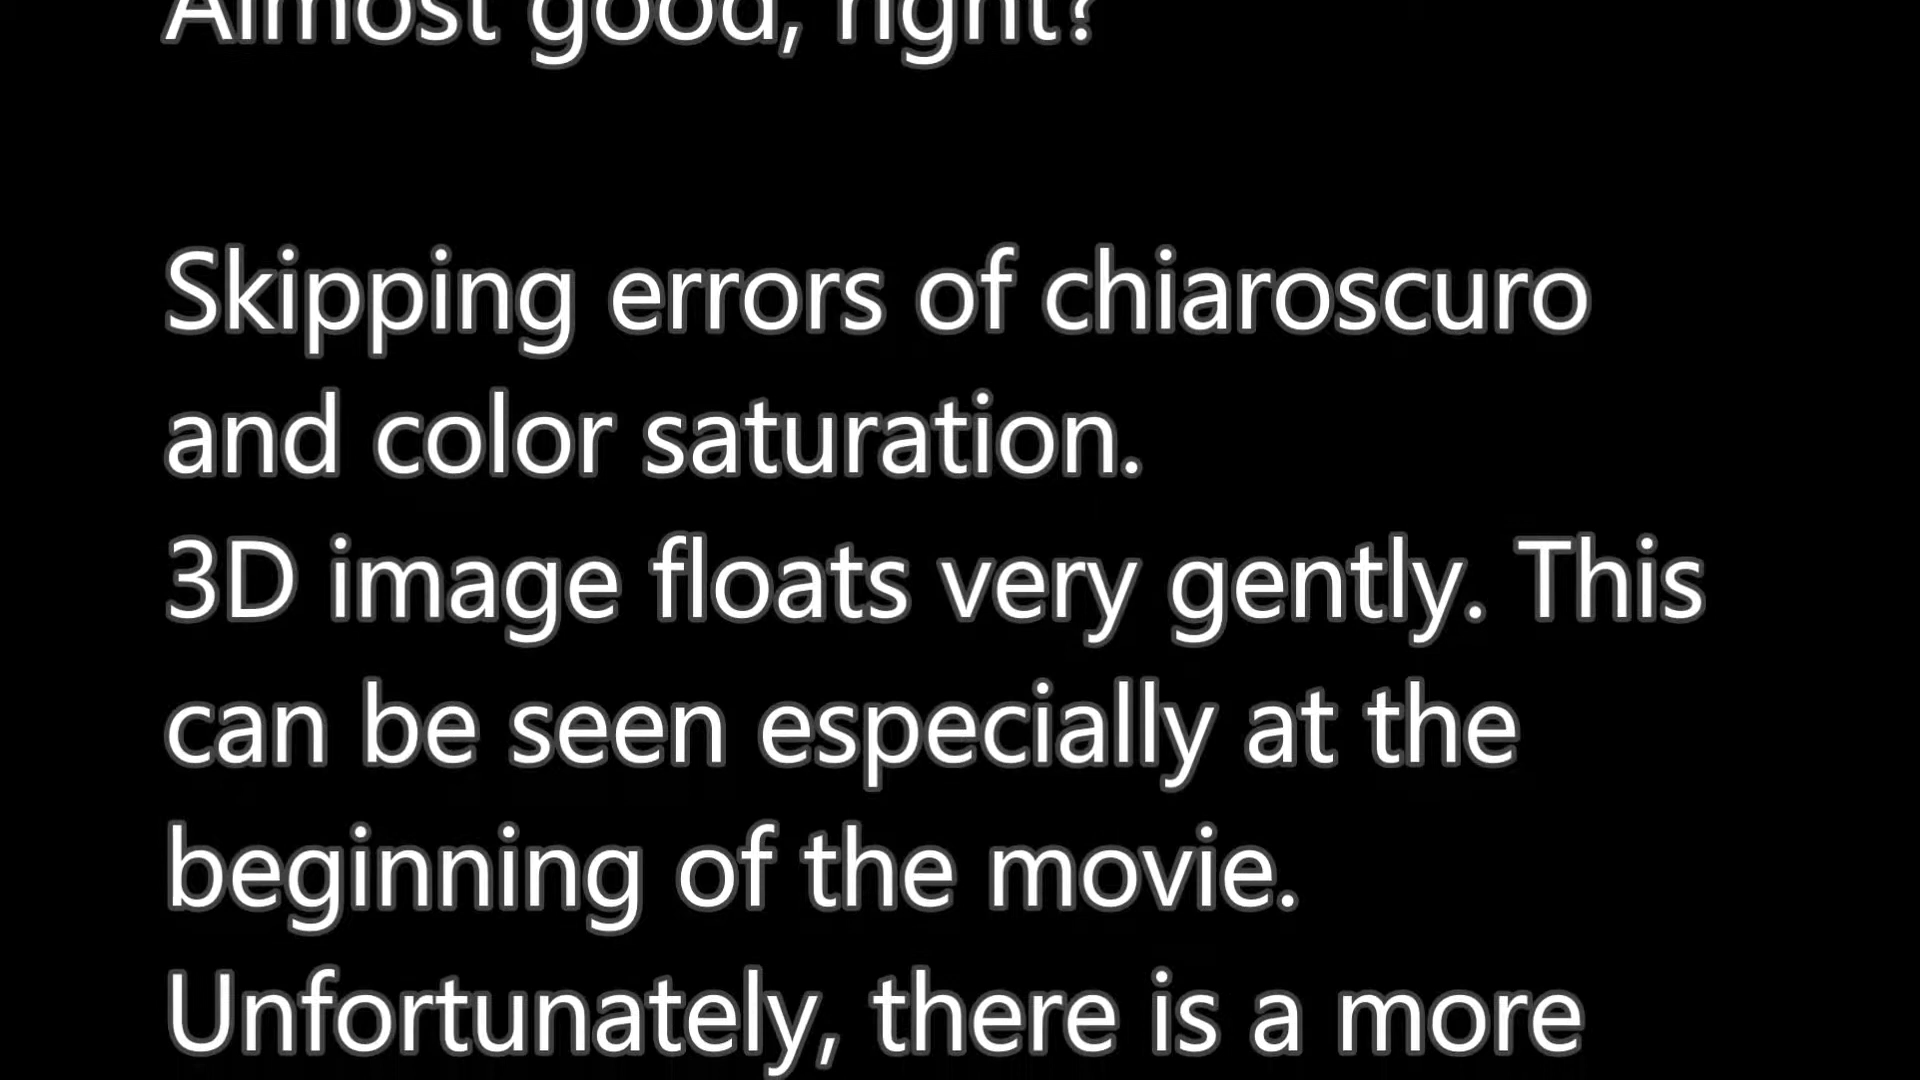 Almost good, right?
Skipping errors of chiaroscuro
and color saturation.
3D image floats very gently. This
can be seen especially at the
beginning of the movie.
Unfortunately, there is a more